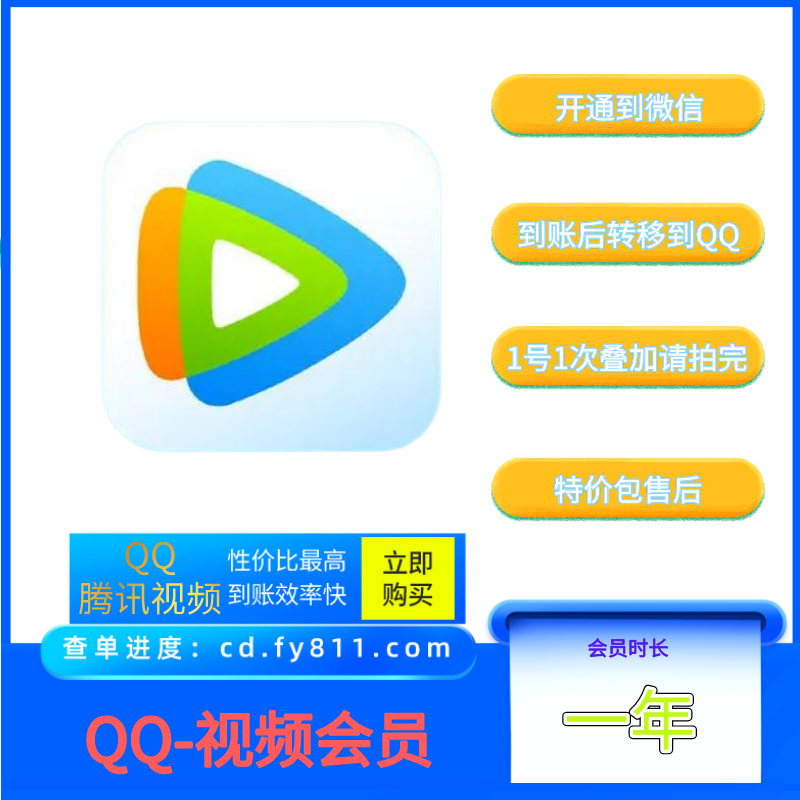 开通到微信
到账后转移到QQ
1号1次叠加请拍完
特价包售后
QQ
腾讯视频
性价比最高
到账效率快
立即
购买
查单进度：cd.fy811.com
会员时长
一年
QQ-视频会员